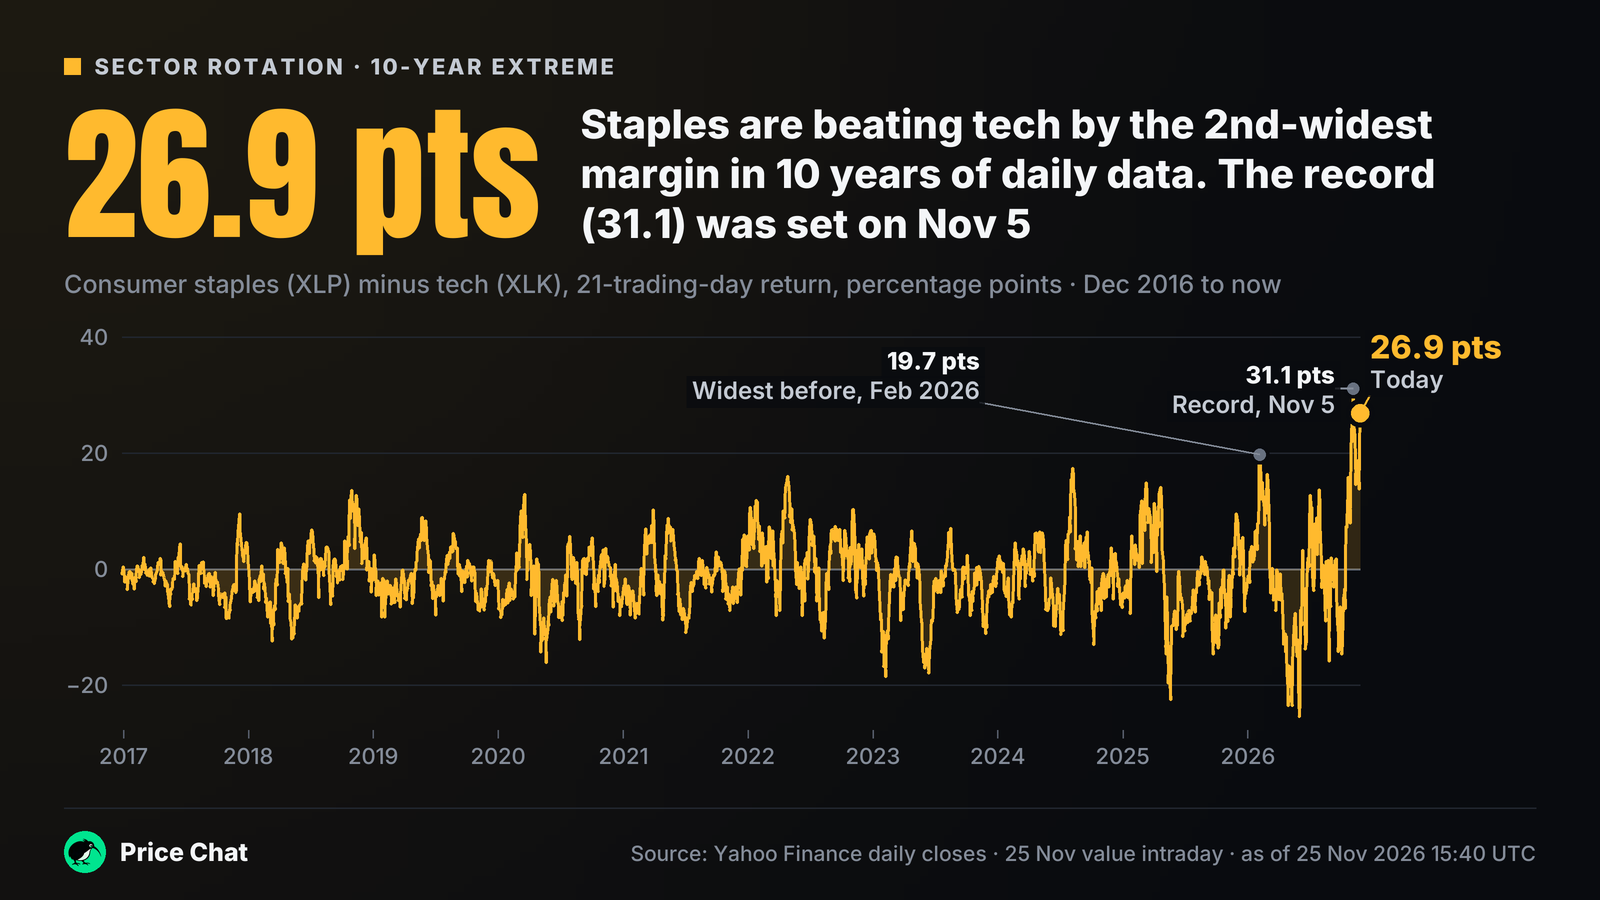 SECTOR ROTATION · 10-YEAR EXTREME
26.9 pts
Staples are beating tech by the 2nd-widest
margin in 10 years of daily data. The record
(31.1) was set on Nov 5
Consumer staples (XLP) minus tech (XLK), 21-trading-day return, percentage points · Dec 2016 to now
40
20
0
−20
19.7 pts
Widest before, Feb 2026
31.1 pts
Record, Nov 5
26.9 pts
Today
2017
2018
2019
2020
2021
2022
2023
2024
2025
2026
Price Chat
Source: Yahoo Finance daily closes · 25 Nov value intraday · as of 25 Nov 2026 15:40 UTC